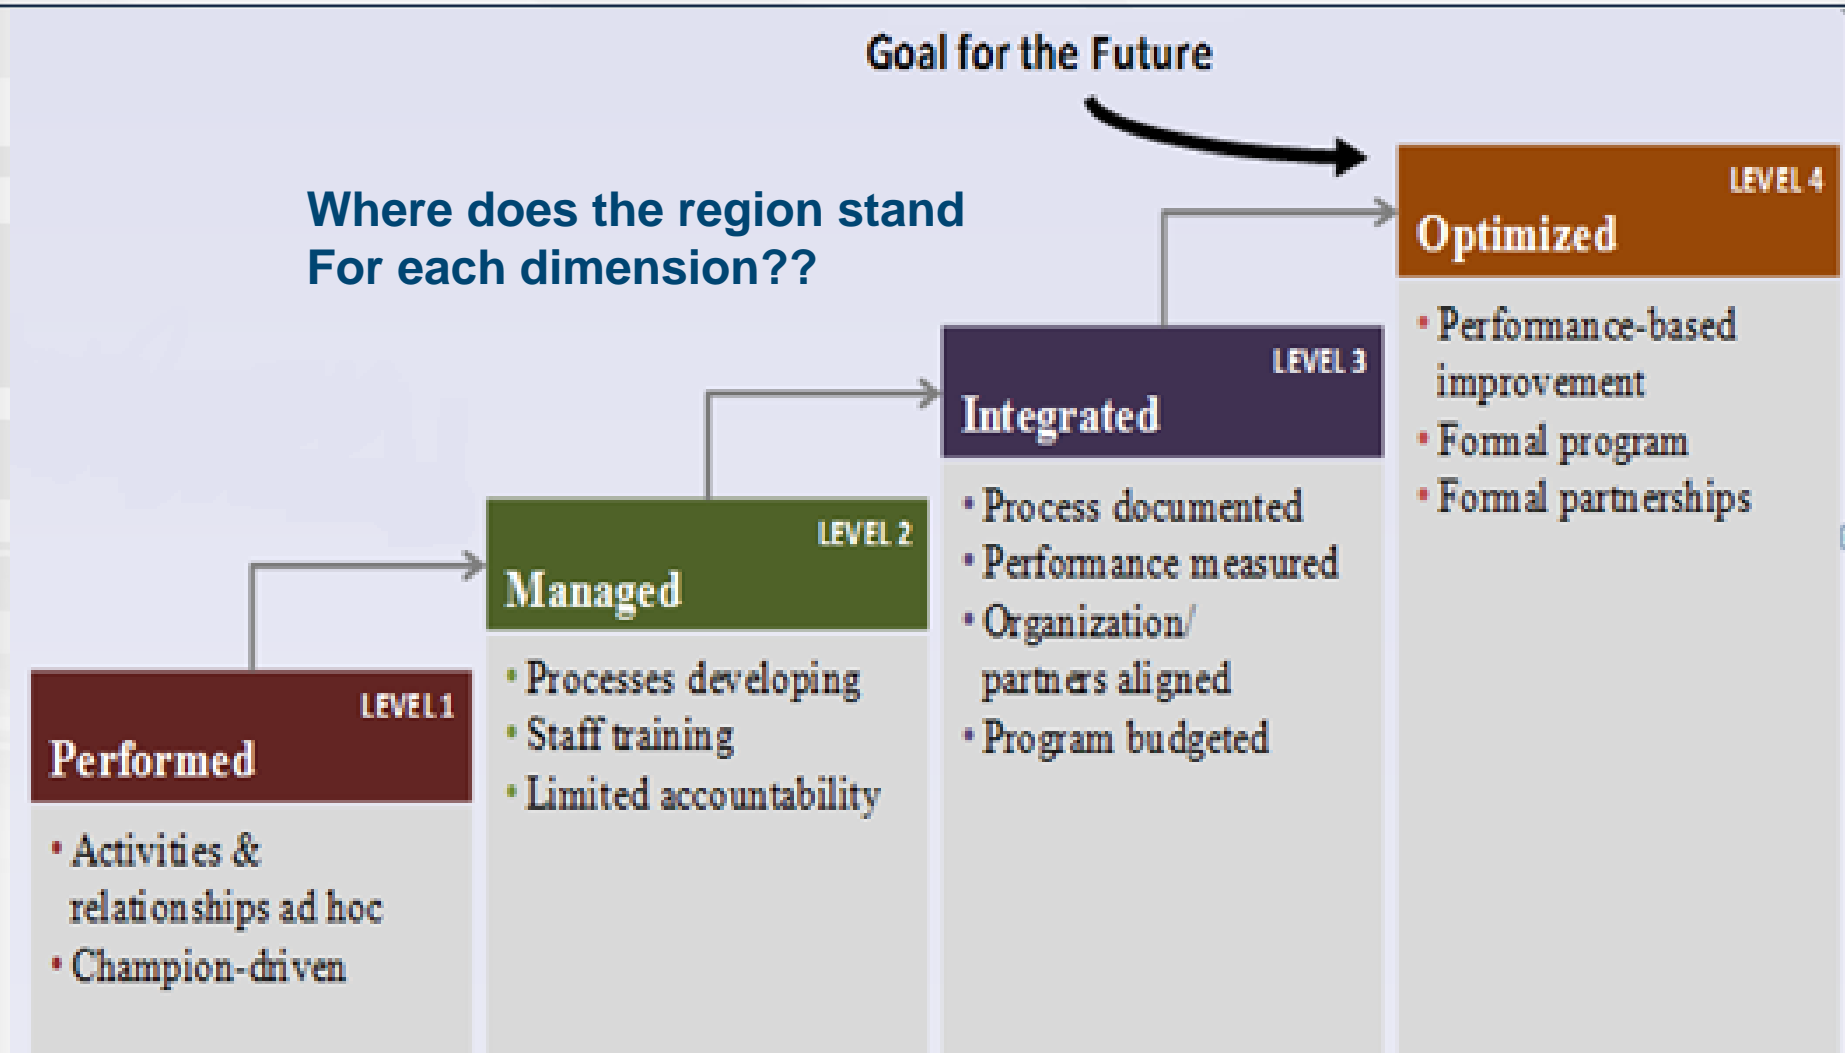 Goal for the Future
Where does the region stand
For each dimension??
LEVEL 1
Performed
• Activities &
relationships ad hoc
• Champion-driven
LEVEL 2
Managed
• Processes developing
• Staff training
• Limited accountability
LEVEL 3
Integrated
• Process documented
• Performance measured
• Organization/
partners aligned
• Program budgeted
LEVEL 4
Optimized
• Performance-based
improvement
• Formal program
• Formal partnerships